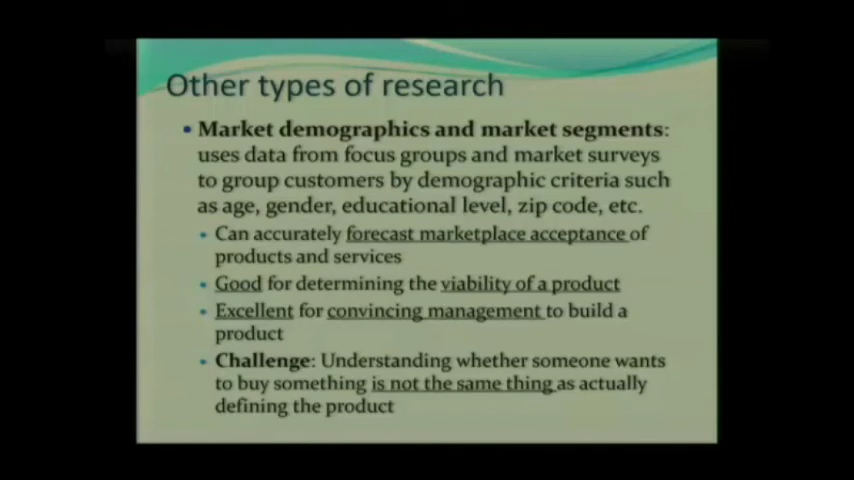 Other types of research
• Market demographics and market segments:
uses data from focus groups and market surveys
to group customers by demographic criteria such
as age, gender, educational level, zip code, etc.
• Can accurately forecast marketplace acceptance of
products and services
• Good for determining the viability of a product
• Excellent for convincing management to build a
product
• Challenge: Understanding whether someone wants
to buy something is not the same thing as actually
defining the product